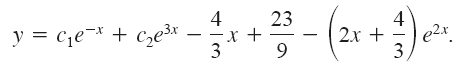 y = c₁e⁻ˣ + c₂e³ˣ − 4/3 x + 23/9 − (2x + 4/3) e²ˣ.